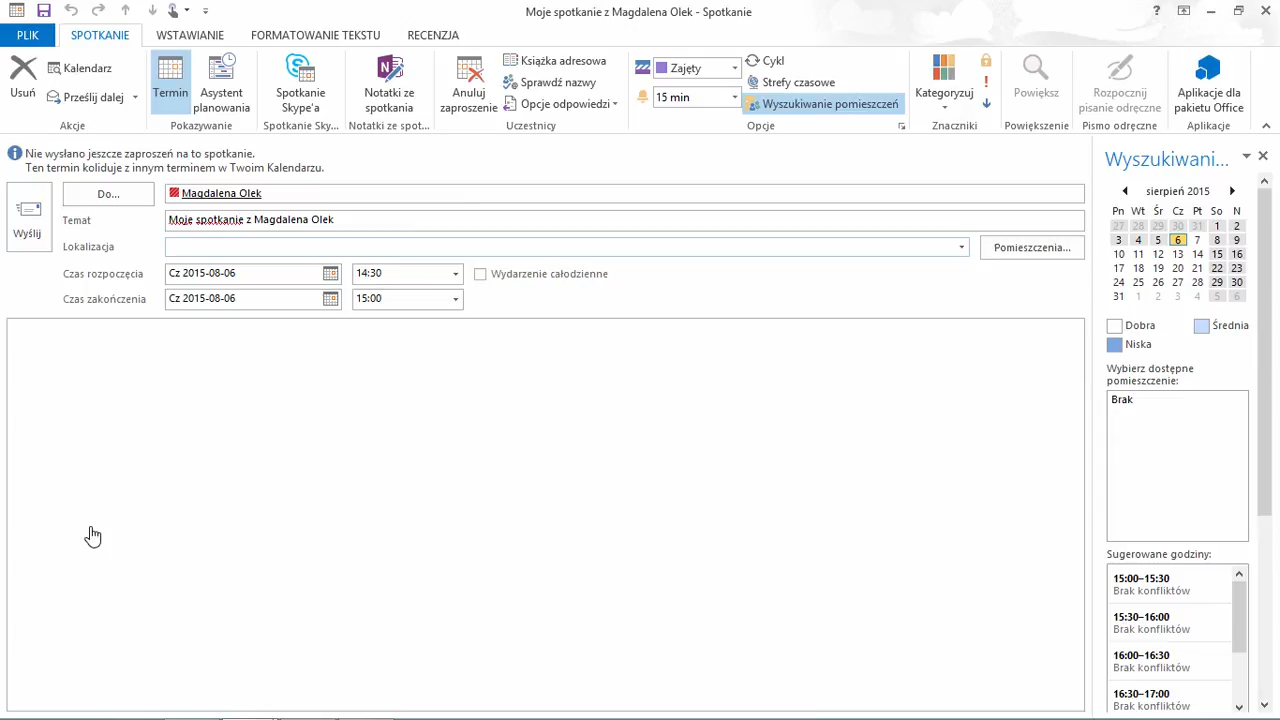 Moje spotkanie z Magdalena Olek - Spotkanie
?
PLIK SPOTKANIE WSTAWIANIE FORMATOWANIE TEKSTU RECENZJA
Usuń
Kalendarz
Prześlij dalej
Akcje
Termin
Asystent planowania
Pokazywanie
Spotkanie Skype'a
Spotkanie Sky...
Notatki ze spotkania
Notatki ze spot...
Anuluj zaproszenie
Książka adresowa
Sprawdź nazwy
Opcje odpowiedzi
Uczestnicy
Zajęty
15 min
Cykl
Strefy czasowe
Wyszukiwanie pomieszczeń
Opcje
Kategoryzuj
Znaczniki
Powiększ
Powiększenie
Rozpocznij pisanie odręczne
Pismo odręczne
Aplikacje dla pakietu Office
Aplikacje
Nie wysłano jeszcze zaproszeń na to spotkanie.
Ten termin koliduje z innym terminem w Twoim Kalendarzu.
Wyślij
Do... Magdalena Olek
Temat Moje spotkanie z Magdalena Olek
Lokalizacja Pomieszczenia...
Czas rozpoczęcia Cz 2015-08-06 14:30 Wydarzenie całodzienne
Czas zakończenia Cz 2015-08-06 15:00
Wyszukiwani...
sierpień 2015
Pn Wt Śr Cz Pt So N
27 28 29 30 31 1 2
3 4 5 6 7 8 9
10 11 12 13 14 15 16
17 18 19 20 21 22 23
24 25 26 27 28 29 30
31 1 2 3 4 5 6
Dobra Średnia
Niska
Wybierz dostępne
pomieszczenie:
Brak
Sugerowane godziny:
15:00–15:30
Brak konfliktów
15:30–16:00
Brak konfliktów
16:00–16:30
Brak konfliktów
16:30–17:00
Brak konfliktów